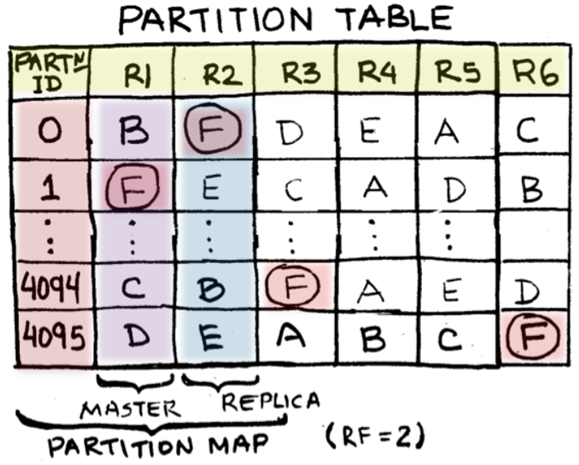 PARTITION TABLE
PARTN ID R1 R2 R3 R4 R5 R6
0 B F D E A C
1 F E C A D B
⋮ ⋮ ⋮ ⋮ ⋮ ⋮
4094 C B F A E D
4095 D E A B C F
MASTER REPLICA
PARTITION MAP (RF=2)